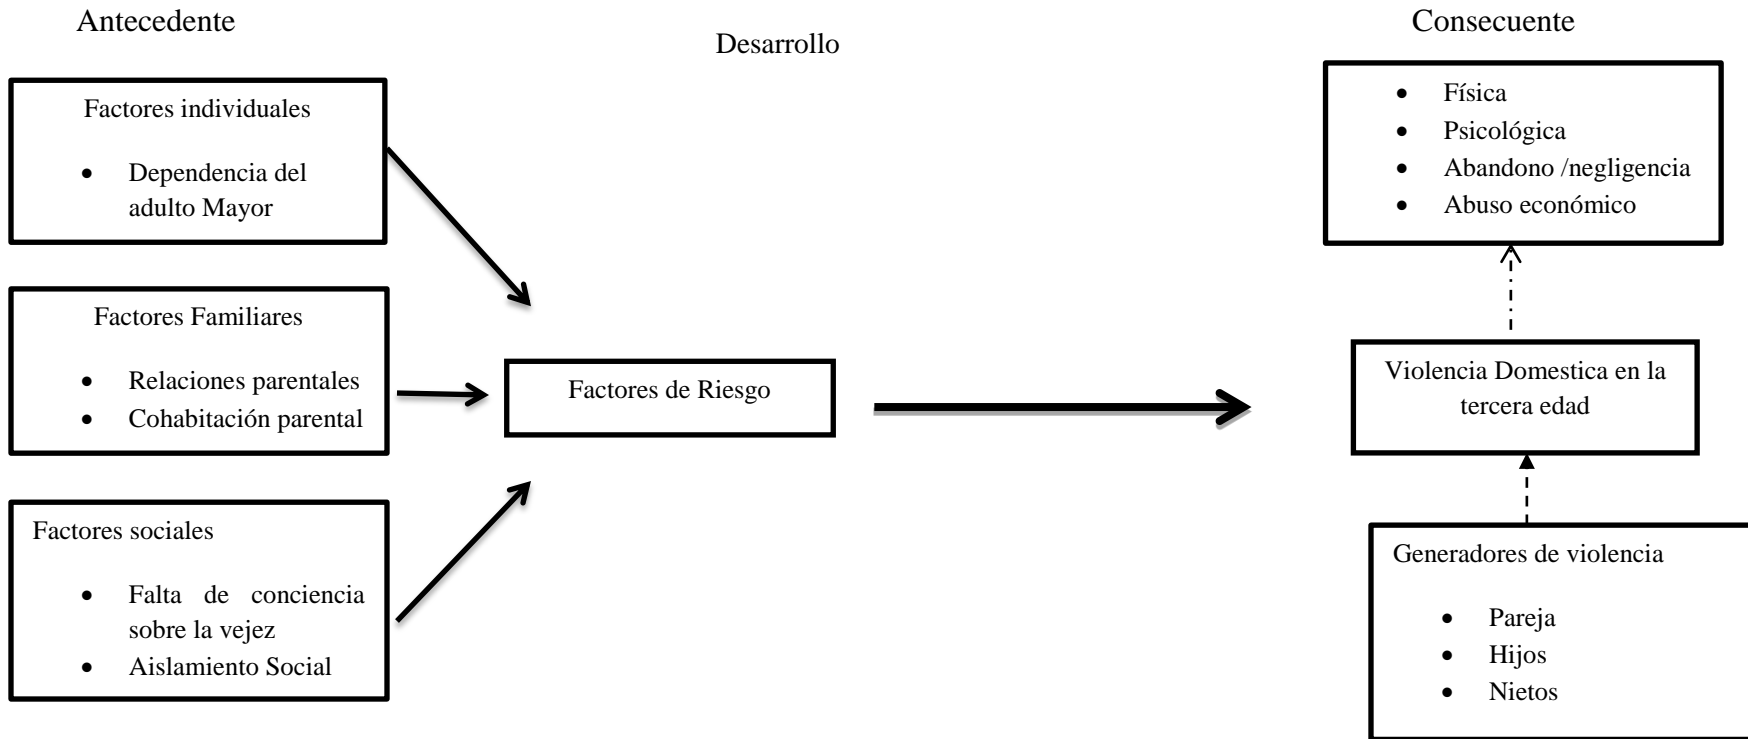 Antecedente
Desarrollo
Consecuente
Factores individuales
• Dependencia del
adulto Mayor
Factores Familiares
• Relaciones parentales
• Cohabitación parental
Factores sociales
• Falta de conciencia
sobre la vejez
• Aislamiento Social
Factores de Riesgo
• Física
• Psicológica
• Abandono /negligencia
• Abuso económico
Violencia Domestica en la
tercera edad
Generadores de violencia
• Pareja
• Hijos
• Nietos